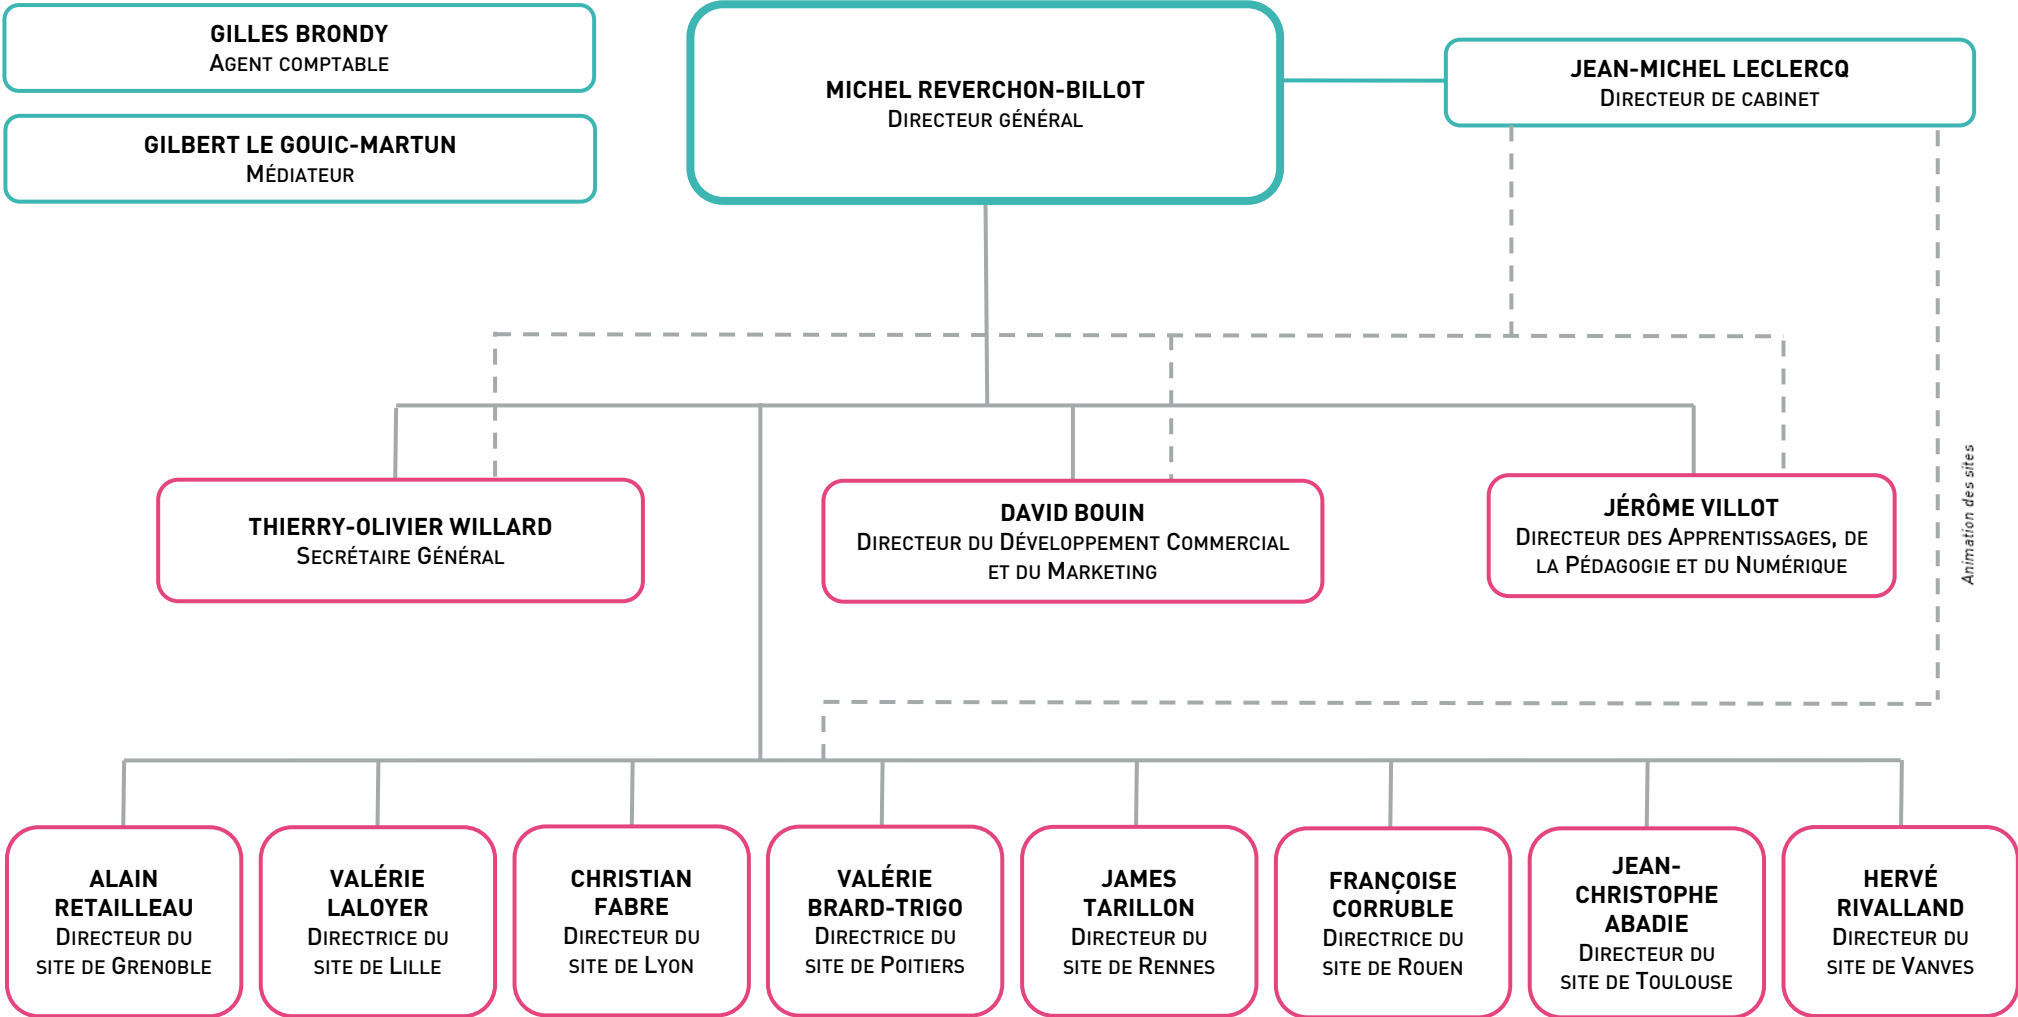 GILLES BRONDY
AGENT COMPTABLE
GILBERT LE GOUIC-MARTUN
MÉDIATEUR
MICHEL REVERCHON-BILLOT
DIRECTEUR GÉNÉRAL
JEAN-MICHEL LECLERCQ
DIRECTEUR DE CABINET
THIERRY-OLIVIER WILLARD
SECRÉTAIRE GÉNÉRAL
DAVID BOUIN
DIRECTEUR DU DÉVELOPPEMENT COMMERCIAL
ET DU MARKETING
JÉRÔME VILLOT
DIRECTEUR DES APPRENTISSAGES, DE
LA PÉDAGOGIE ET DU NUMÉRIQUE
Animation des sites
ALAIN
RETAILLEAU
DIRECTEUR DU
SITE DE GRENOBLE
VALÉRIE
LALOYER
DIRECTRICE DU
SITE DE LILLE
CHRISTIAN
FABRE
DIRECTEUR DU
SITE DE LYON
VALÉRIE
BRARD-TRIGO
DIRECTRICE DU
SITE DE POITIERS
JAMES
TARILLON
DIRECTEUR DU
SITE DE RENNES
FRANÇOISE
CORRUBLE
DIRECTRICE DU
SITE DE ROUEN
JEAN-
CHRISTOPHE
ABADIE
DIRECTEUR DU
SITE DE TOULOUSE
HERVÉ
RIVALLAND
DIRECTEUR DU
SITE DE VANVES